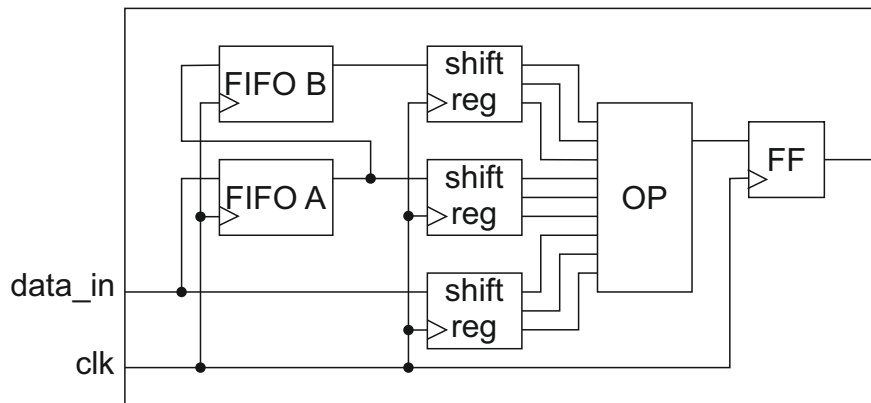 FIFO B
shift
reg
FIFO A
shift
reg
OP
FF
data_in
shift
reg
clk